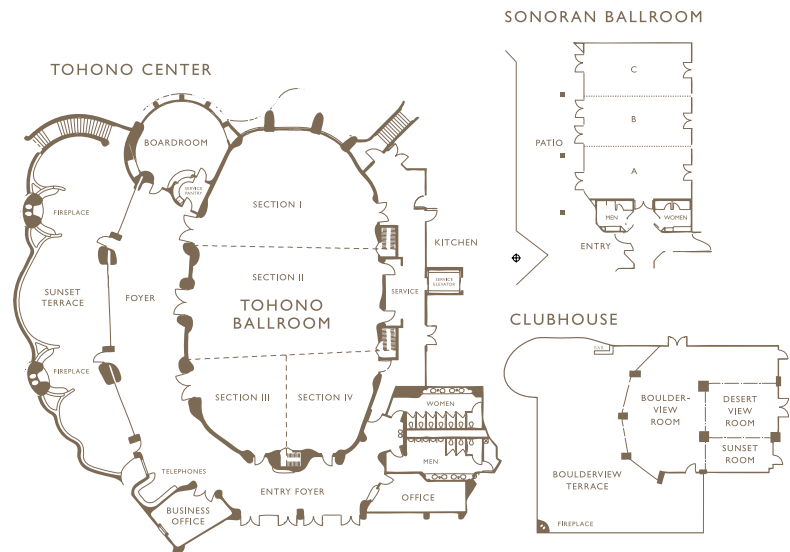 SONORAN BALLROOM
TOHONO CENTER
C
B
PATIO
A
MEN
WOMEN
ENTRY
BOARDROOM
SERVICE
PANTRY
SECTION I
FIREPLACE
KITCHEN
SECTION II
SERVICE
ELEVATOR
SUNSET
TERRACE
FOYER
SERVICE
TOHONO
BALLROOM
FIREPLACE
SECTION III
SECTION IV
WOMEN
MEN
TELEPHONES
ENTRY FOYER
OFFICE
BUSINESS
OFFICE
CLUBHOUSE
BOULDER-
VIEW
ROOM
DESERT
VIEW
ROOM
SUNSET
ROOM
BOULDERVIEW
TERRACE
FIREPLACE